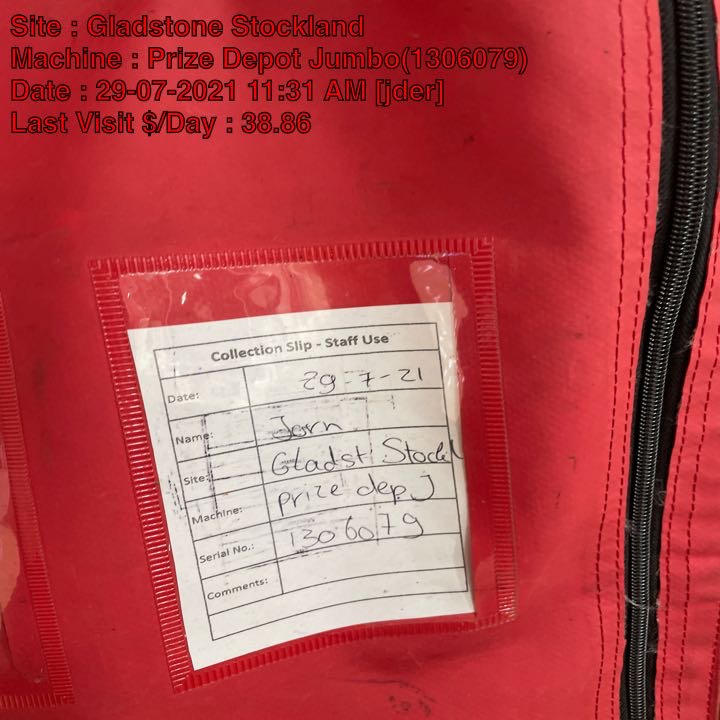 Site : Gladstone Stockland
Machine : Prize Depot Jumbo(1306079)
Date : 29-07-2021 11:31 AM [jder]
Last Visit $/Day : 38.86
Collection Slip - Staff Use
Date: 29-7-21
Name: Jorn
Site: Gladst Stockl
Machine: prize dep J
Serial No.: 1306079
Comments: